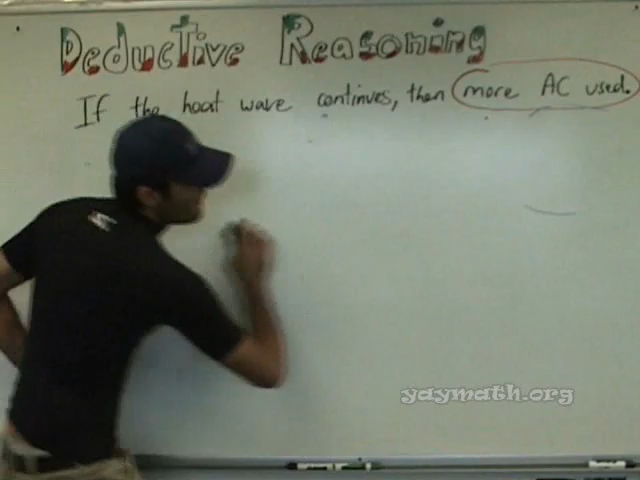 Deductive Reasoning
If the heat wave continues, then more AC used.
yaymath.org